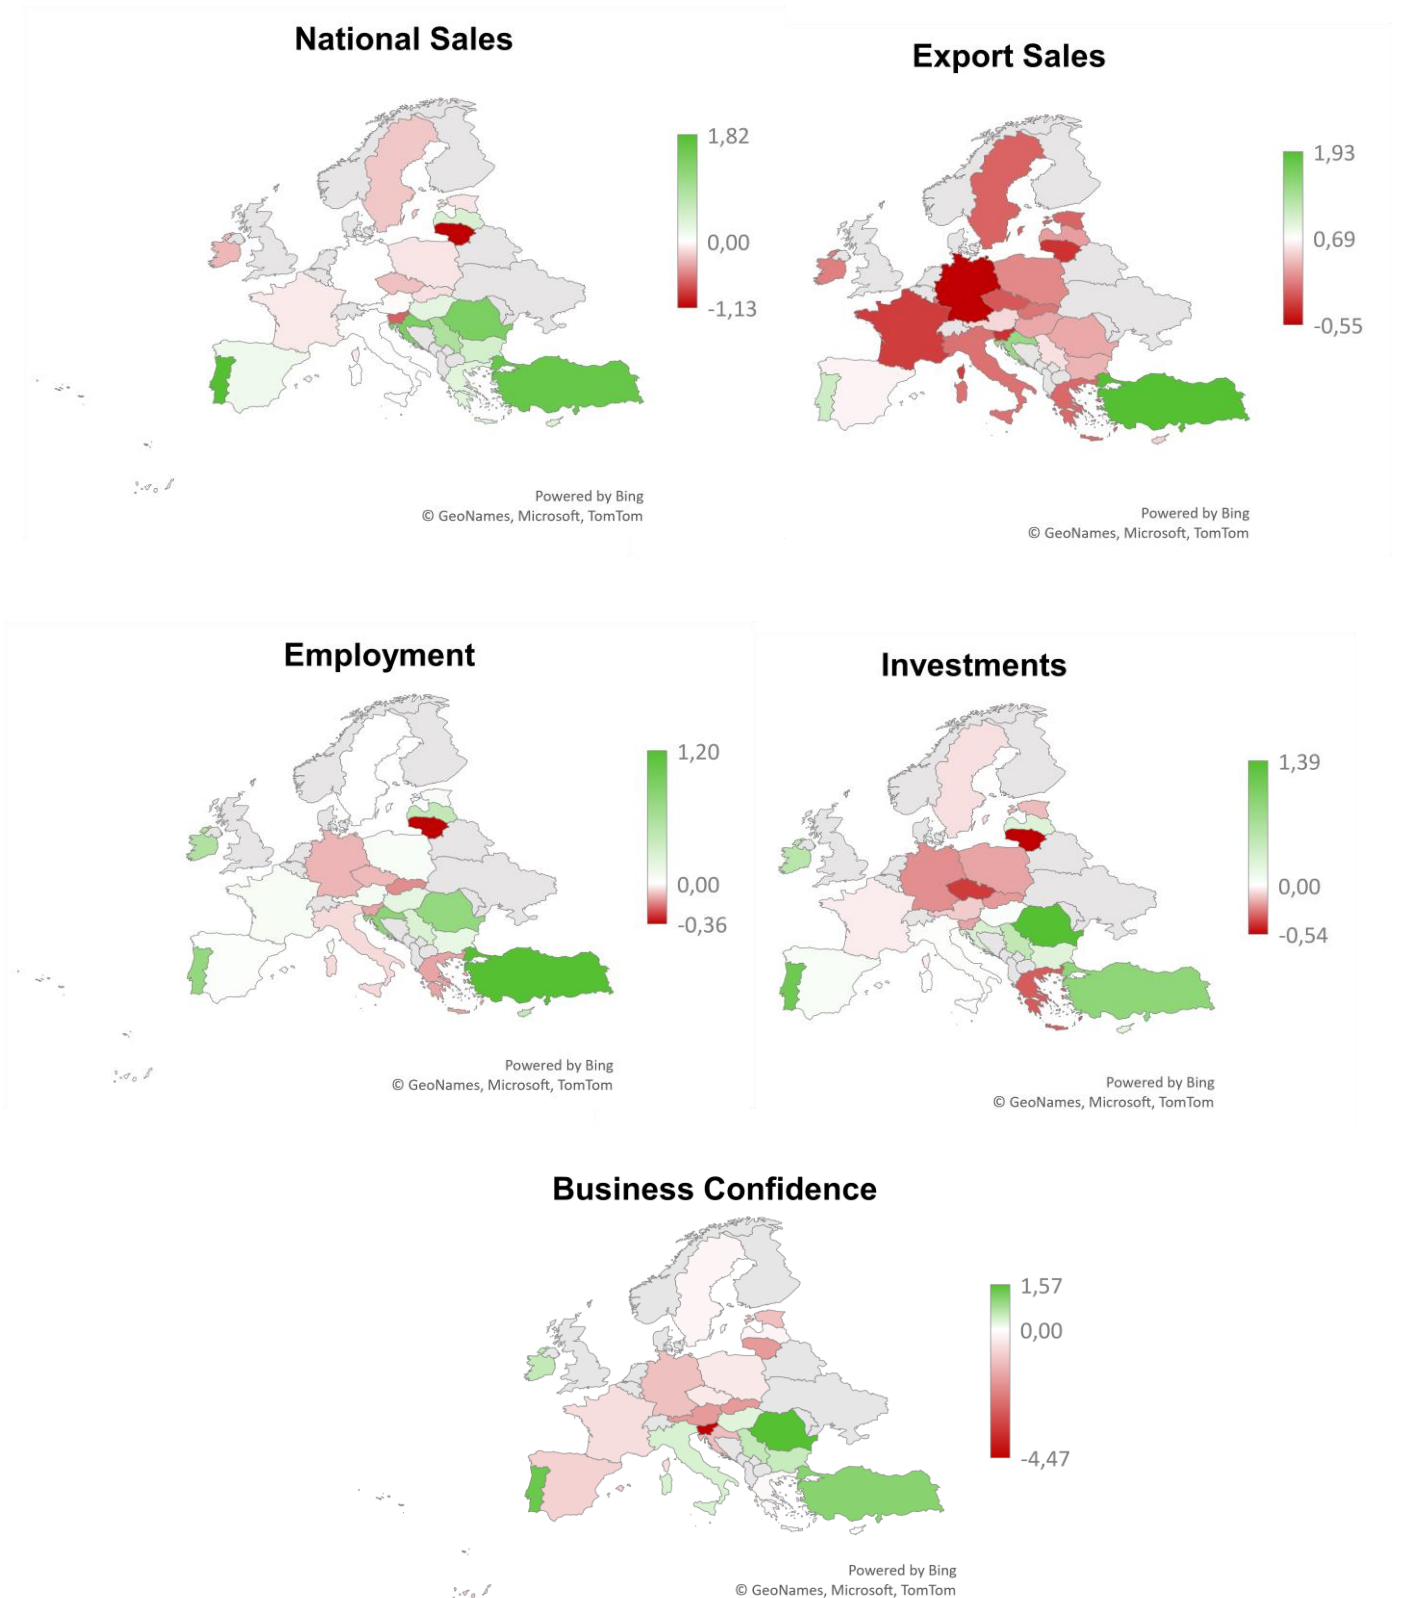 National Sales
1,82
0,00
-1,13
Powered by Bing
© GeoNames, Microsoft, TomTom
Export Sales
1,93
0,69
-0,55
Powered by Bing
© GeoNames, Microsoft, TomTom
Employment
1,20
0,00
-0,36
Powered by Bing
© GeoNames, Microsoft, TomTom
Investments
1,39
0,00
-0,54
Powered by Bing
© GeoNames, Microsoft, TomTom
Business Confidence
1,57
0,00
-4,47
Powered by Bing
© GeoNames, Microsoft, TomTom